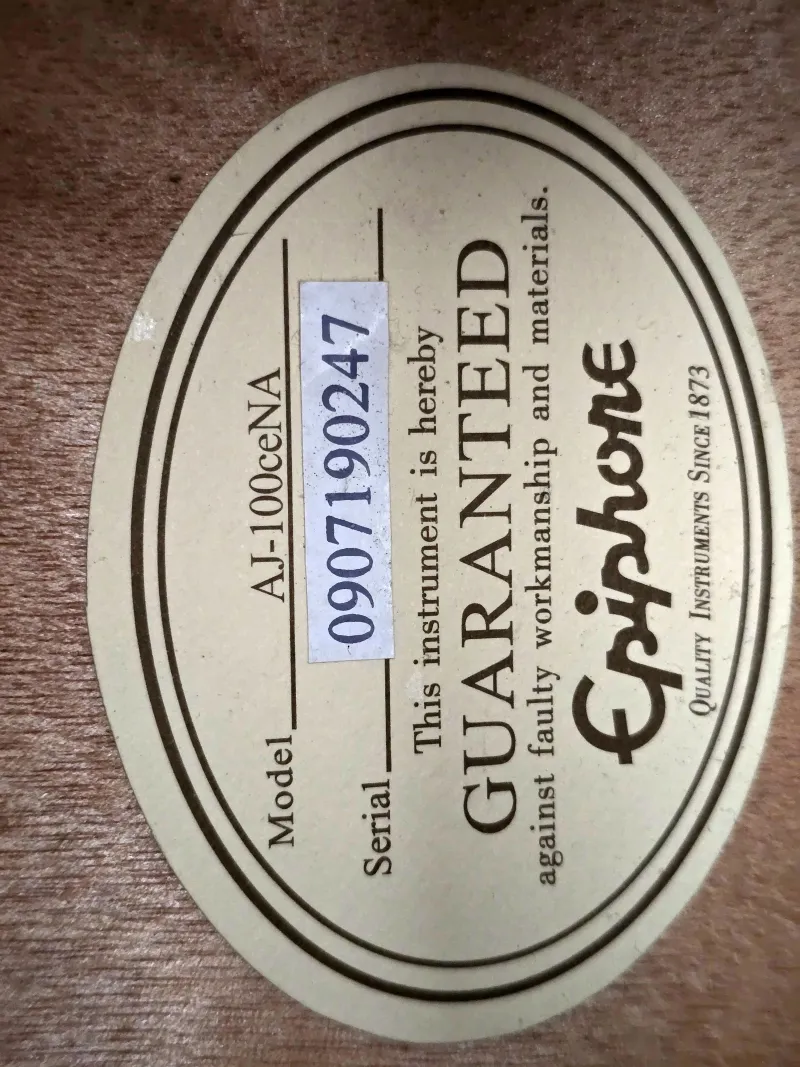 Model AJ-100ceNA
Serial 0907190247
This instrument is hereby
GUARANTEED
against faulty workmanship and materials.
Epiphone
QUALITY INSTRUMENTS SINCE 1873